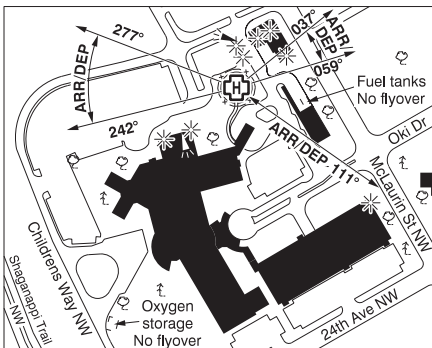 277°
037°
ARR/
DEP
059°
ARR/DEP
H
Fuel tanks
No flyover
242°
ARR/DEP 111°
Oki Dr
McLaurin St NW
Childrens Way NW
Shaganappi Trail
NW
Oxygen
storage
No flyover
24th Ave NW